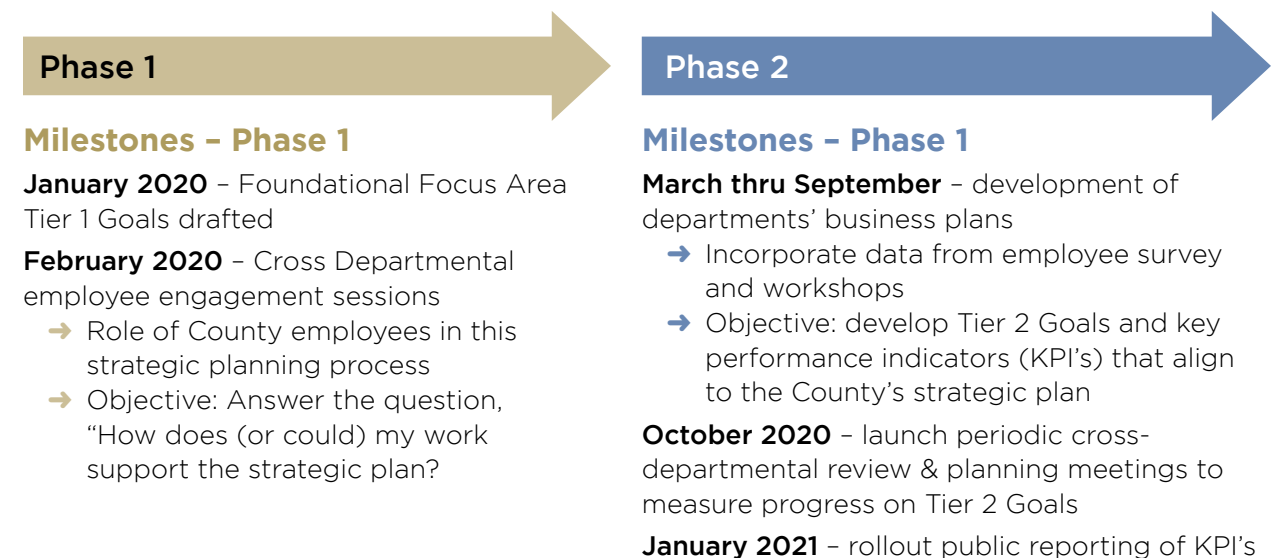 Phase 1
Milestones – Phase 1
January 2020 – Foundational Focus Area
Tier 1 Goals drafted
February 2020 – Cross Departmental
employee engagement sessions
➔ Role of County employees in this
strategic planning process
➔ Objective: Answer the question,
“How does (or could) my work
support the strategic plan?
Phase 2
Milestones – Phase 1
March thru September – development of
departments’ business plans
➔ Incorporate data from employee survey
and workshops
➔ Objective: develop Tier 2 Goals and key
performance indicators (KPI’s) that align
to the County’s strategic plan
October 2020 – launch periodic cross-
departmental review & planning meetings to
measure progress on Tier 2 Goals
January 2021 – rollout public reporting of KPI’s